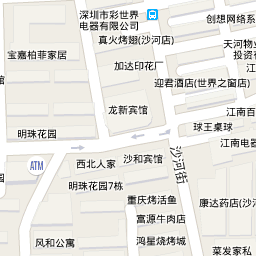 深圳市彩世界
电器有限公司
创想网络系
真火烤翅(沙河店)
天河物业
投资
宝嘉柏菲家居
加达印花厂
迎君酒店(世界之窗店)
龙新宾馆
江南百
球王桌球
明珠花园
江南电器
ATM
西北人家
沙和宾馆
沙河街
明珠花园7栋
重庆烤活鱼
康达药店(沙河
富源牛肉店
风和公寓
鸿星烧烤城
菜发家私